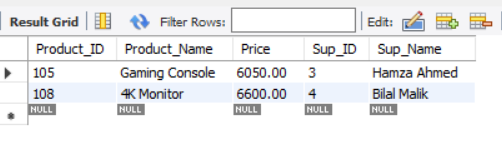 Result Grid Filter Rows: Edit:
Product_ID Product_Name Price Sup_ID Sup_Name
105 Gaming Console 6050.00 3 Hamza Ahmed
108 4K Monitor 6600.00 4 Bilal Malik
NULL NULL NULL NULL NULL